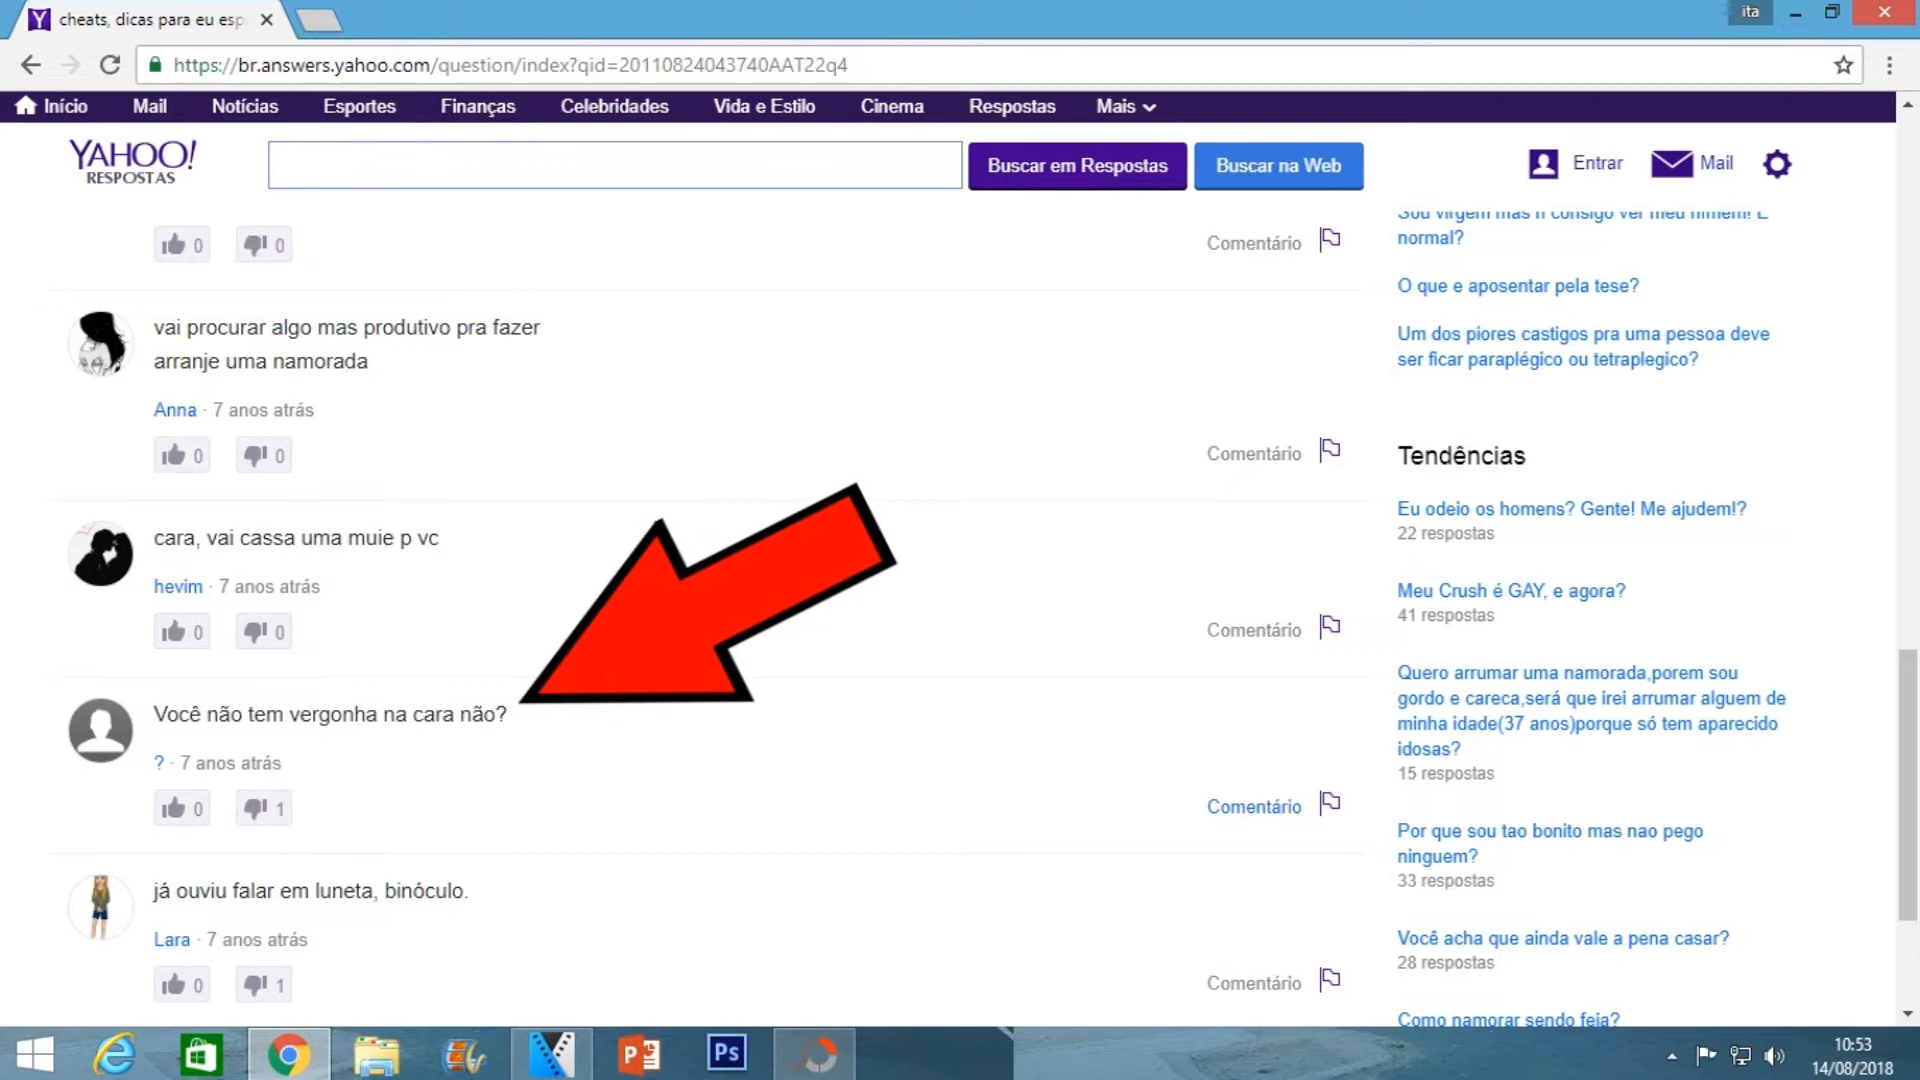 cheats, dicas para eu esp
ita
https://br.answers.yahoo.com/question/index?qid=20110824043740AAT22q4
Início Mail Notícias Esportes Finanças Celebridades Vida e Estilo Cinema Respostas Mais
YAHOO!
RESPOSTAS
Buscar em Respostas
Buscar na Web
Entrar
Mail
0 0
Comentário
vai procurar algo mas produtivo pra fazer
arranje uma namorada
Anna · 7 anos atrás
0 0
Comentário
cara, vai cassa uma muie p vc
hevim · 7 anos atrás
0 0
Comentário
Você não tem vergonha na cara não?
? · 7 anos atrás
0 1
Comentário
já ouviu falar em luneta, binóculo.
Lara · 7 anos atrás
0 1
Comentário
Sou virgem mas n consigo ver meu hímem! É
normal?
O que e aposentar pela tese?
Um dos piores castigos pra uma pessoa deve
ser ficar paraplégico ou tetraplegico?
Tendências
Eu odeio os homens? Gente! Me ajudem!?
22 respostas
Meu Crush é GAY, e agora?
41 respostas
Quero arrumar uma namorada,porem sou
gordo e careca,será que irei arrumar alguem de
minha idade(37 anos)porque só tem aparecido
idosas?
15 respostas
Por que sou tao bonito mas nao pego
ninguem?
33 respostas
Você acha que ainda vale a pena casar?
28 respostas
Como namorar sendo feia?
Ps
10:53
14/08/2018